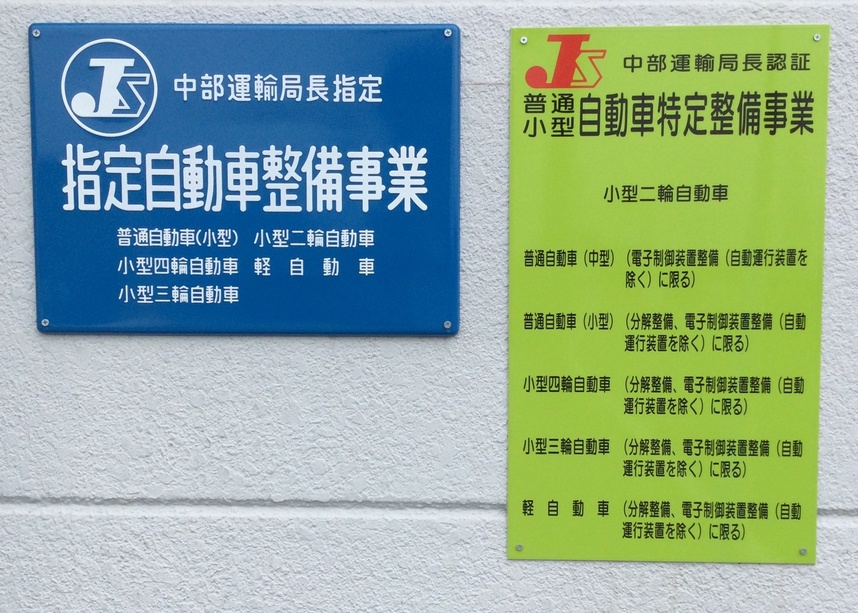 JS 中部運輸局長指定
指定自動車整備事業
普通自動車(小型) 小型二輪自動車
小型四輪自動車 軽自動車
小型三輪自動車
JS 中部運輸局長認証
普通小型自動車特定整備事業
小型二輪自動車
普通自動車(中型)(電子制御装置整備(自動運行装置を
除く)に限る)
普通自動車(小型)(分解整備、電子制御装置整備(自動
運行装置を除く)に限る)
小型四輪自動車 (分解整備、電子制御装置整備(自動
運行装置を除く)に限る)
小型三輪自動車 (分解整備、電子制御装置整備(自動
運行装置を除く)に限る)
軽自動車 (分解整備、電子制御装置整備(自動
運行装置を除く)に限る)